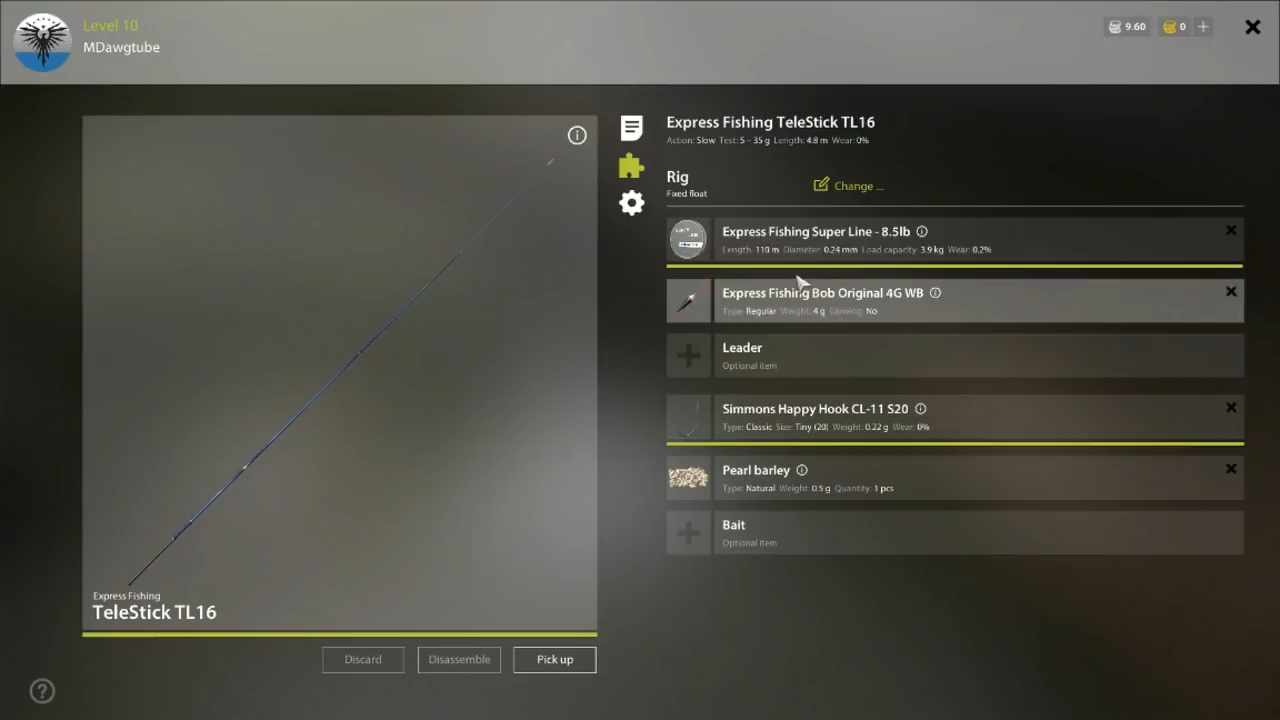 Level 10
MDawgtube
9.60
0
Express Fishing TeleStick TL16
Action: Slow Test: 5 – 35 g Length: 4.8 m Wear: 0%
Rig
Fixed float
Change ...
Express Fishing Super Line - 8.5lb
Length: 110 m Diameter: 0.24 mm Load capacity: 3.9 kg Wear: 0.2%
Express Fishing Bob Original 4G WB
Type: Regular Weight: 4 g Glowing: No
Leader
Optional item
Simmons Happy Hook CL-11 S20
Type: Classic Size: Tiny (20) Weight: 0.22 g Wear: 0%
Pearl barley
Type: Natural Weight: 0.5 g Quantity: 1 pcs
Bait
Optional item
Express Fishing
TeleStick TL16
Discard
Disassemble
Pick up